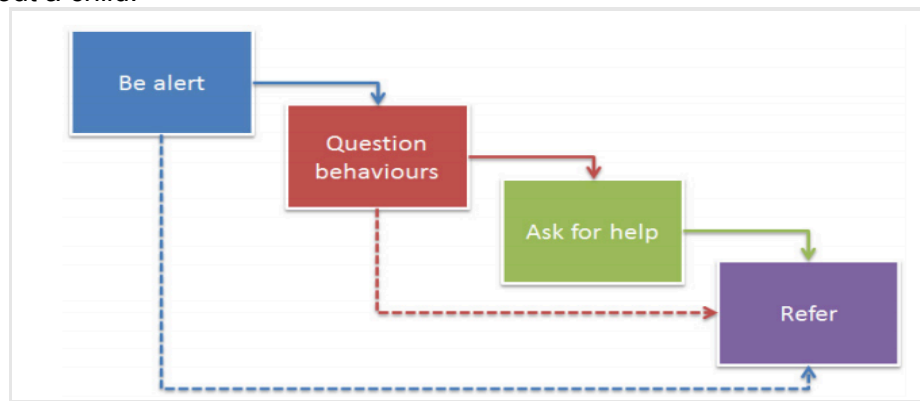 Be alert
Question
behaviours
Ask for help
Refer